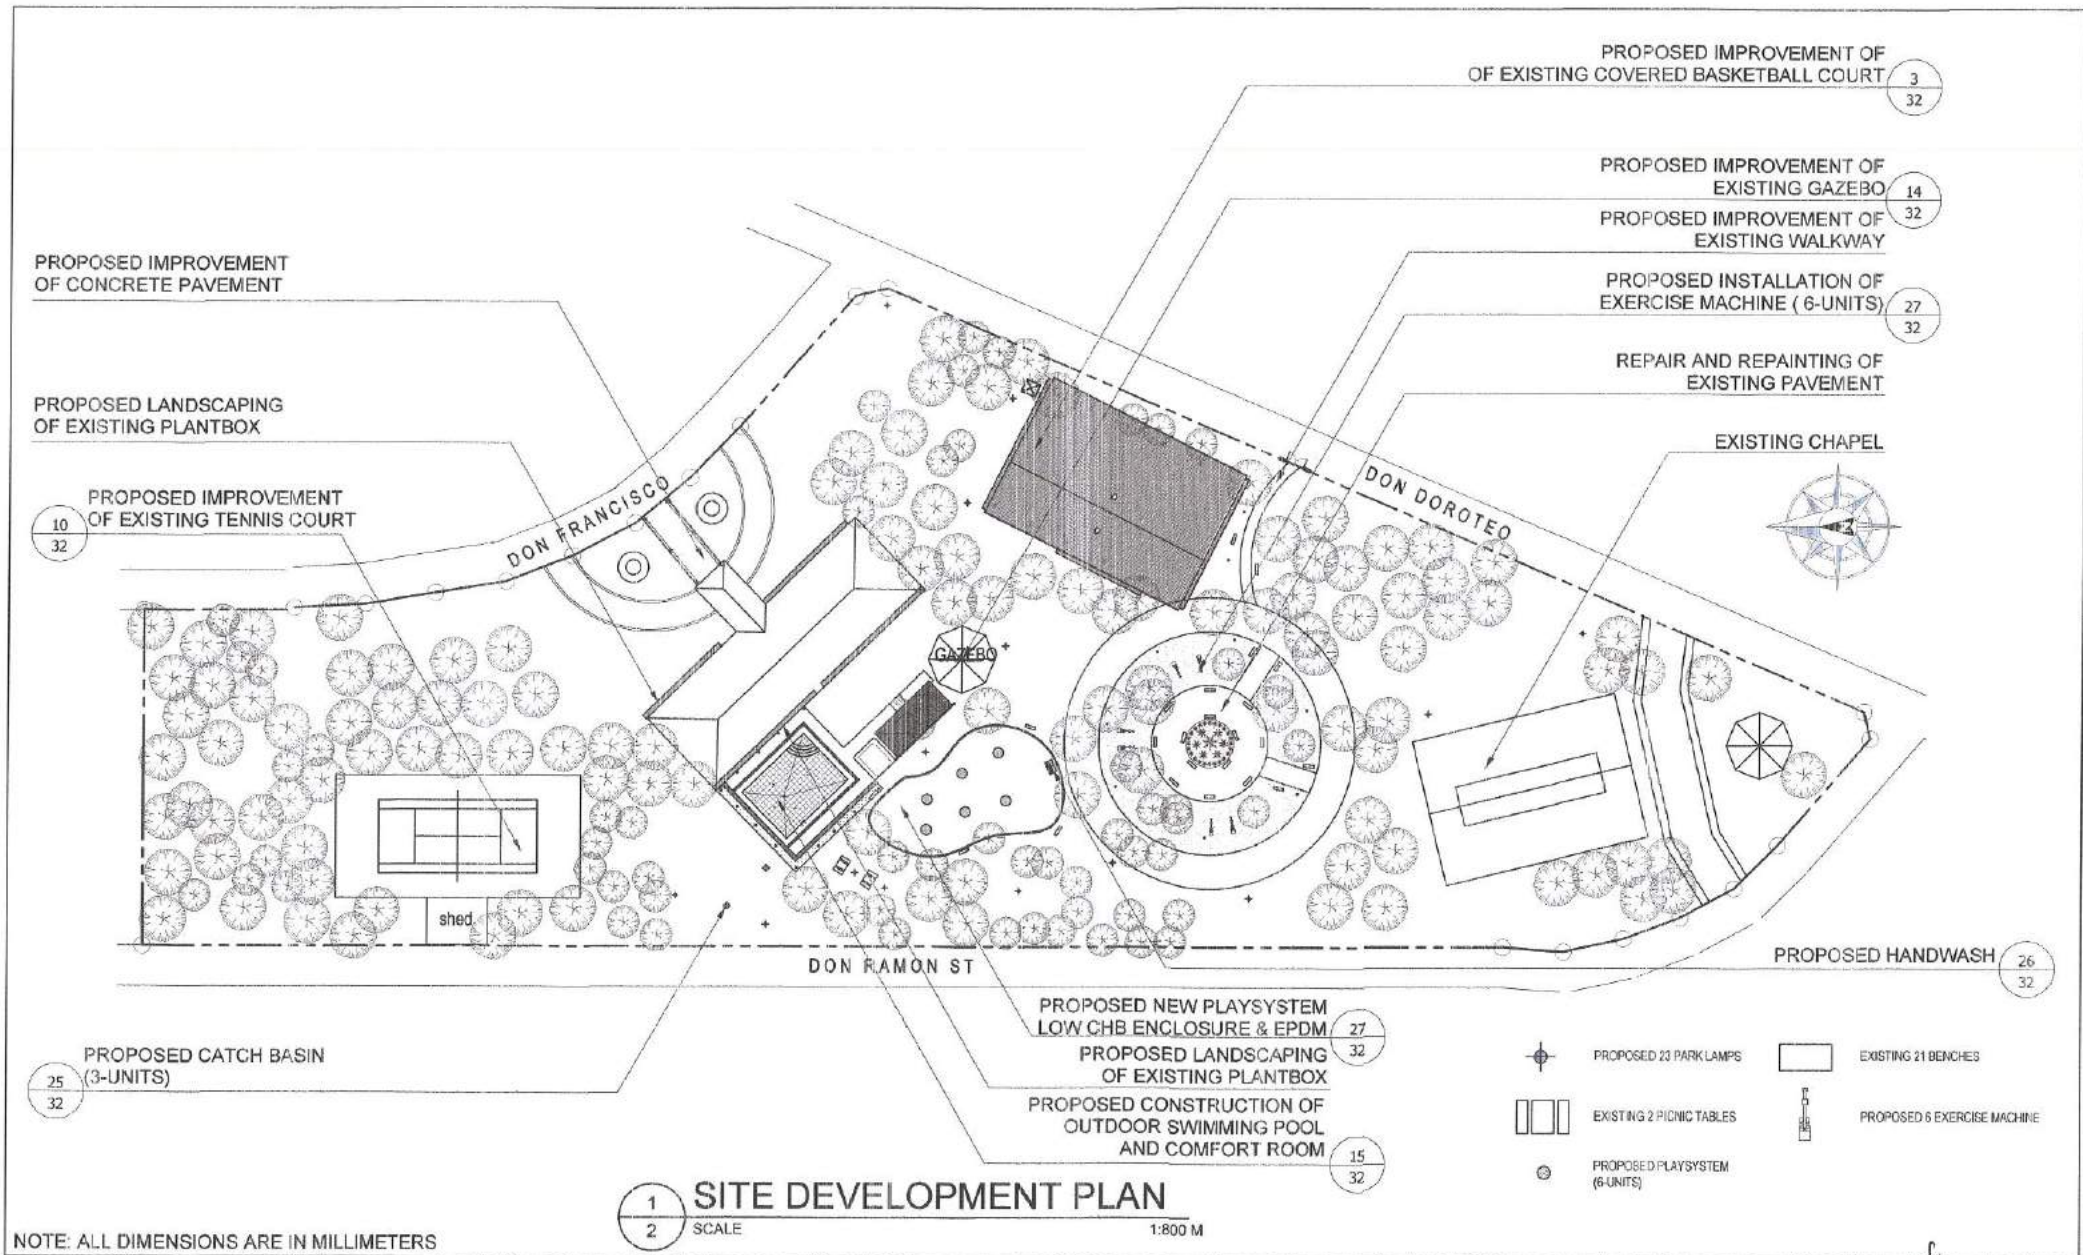 PROPOSED IMPROVEMENT OF
OF EXISTING COVERED BASKETBALL COURT
3
32
PROPOSED IMPROVEMENT OF
EXISTING GAZEBO
14
32
PROPOSED IMPROVEMENT OF
EXISTING WALKWAY
PROPOSED INSTALLATION OF
EXERCISE MACHINE ( 6-UNITS)
27
32
REPAIR AND REPAINTING OF
EXISTING PAVEMENT
EXISTING CHAPEL
PROPOSED IMPROVEMENT
OF CONCRETE PAVEMENT
PROPOSED LANDSCAPING
OF EXISTING PLANTBOX
10
32
PROPOSED IMPROVEMENT
OF EXISTING TENNIS COURT
DON FRANCISCO
DON DOROTEO
GAZEBO
shed
DON RAMON ST
PROPOSED HANDWASH
26
32
PROPOSED NEW PLAYSYSTEM
LOW CHB ENCLOSURE & EPDM
27
32
PROPOSED LANDSCAPING
OF EXISTING PLANTBOX
PROPOSED CONSTRUCTION OF
OUTDOOR SWIMMING POOL
AND COMFORT ROOM
15
32
25
32
PROPOSED CATCH BASIN
(3-UNITS)
PROPOSED 23 PARK LAMPS
EXISTING 21 BENCHES
EXISTING 2 PICNIC TABLES
PROPOSED 6 EXERCISE MACHINE
PROPOSED PLAYSYSTEM
(6-UNITS)
1
2
SITE DEVELOPMENT PLAN
SCALE
1:800 M
NOTE: ALL DIMENSIONS ARE IN MILLIMETERS